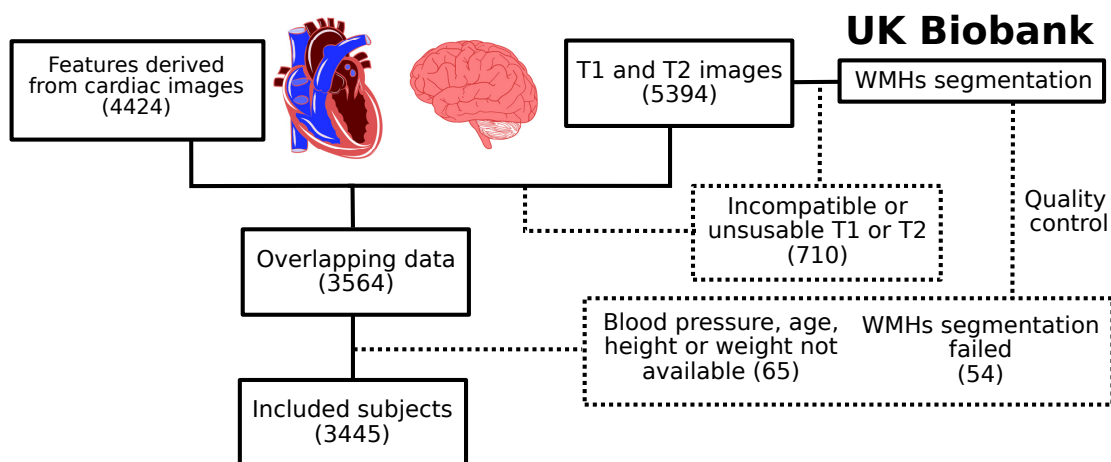 UK Biobank
Features derived
from cardiac images
(4424)
T1 and T2 images
(5394)
WMHs segmentation
Incompatible or
unsusable T1 or T2
(710)
Quality
control
Overlapping data
(3564)
Blood pressure, age,
height or weight not
available (65)
WMHs segmentation
failed
(54)
Included subjects
(3445)